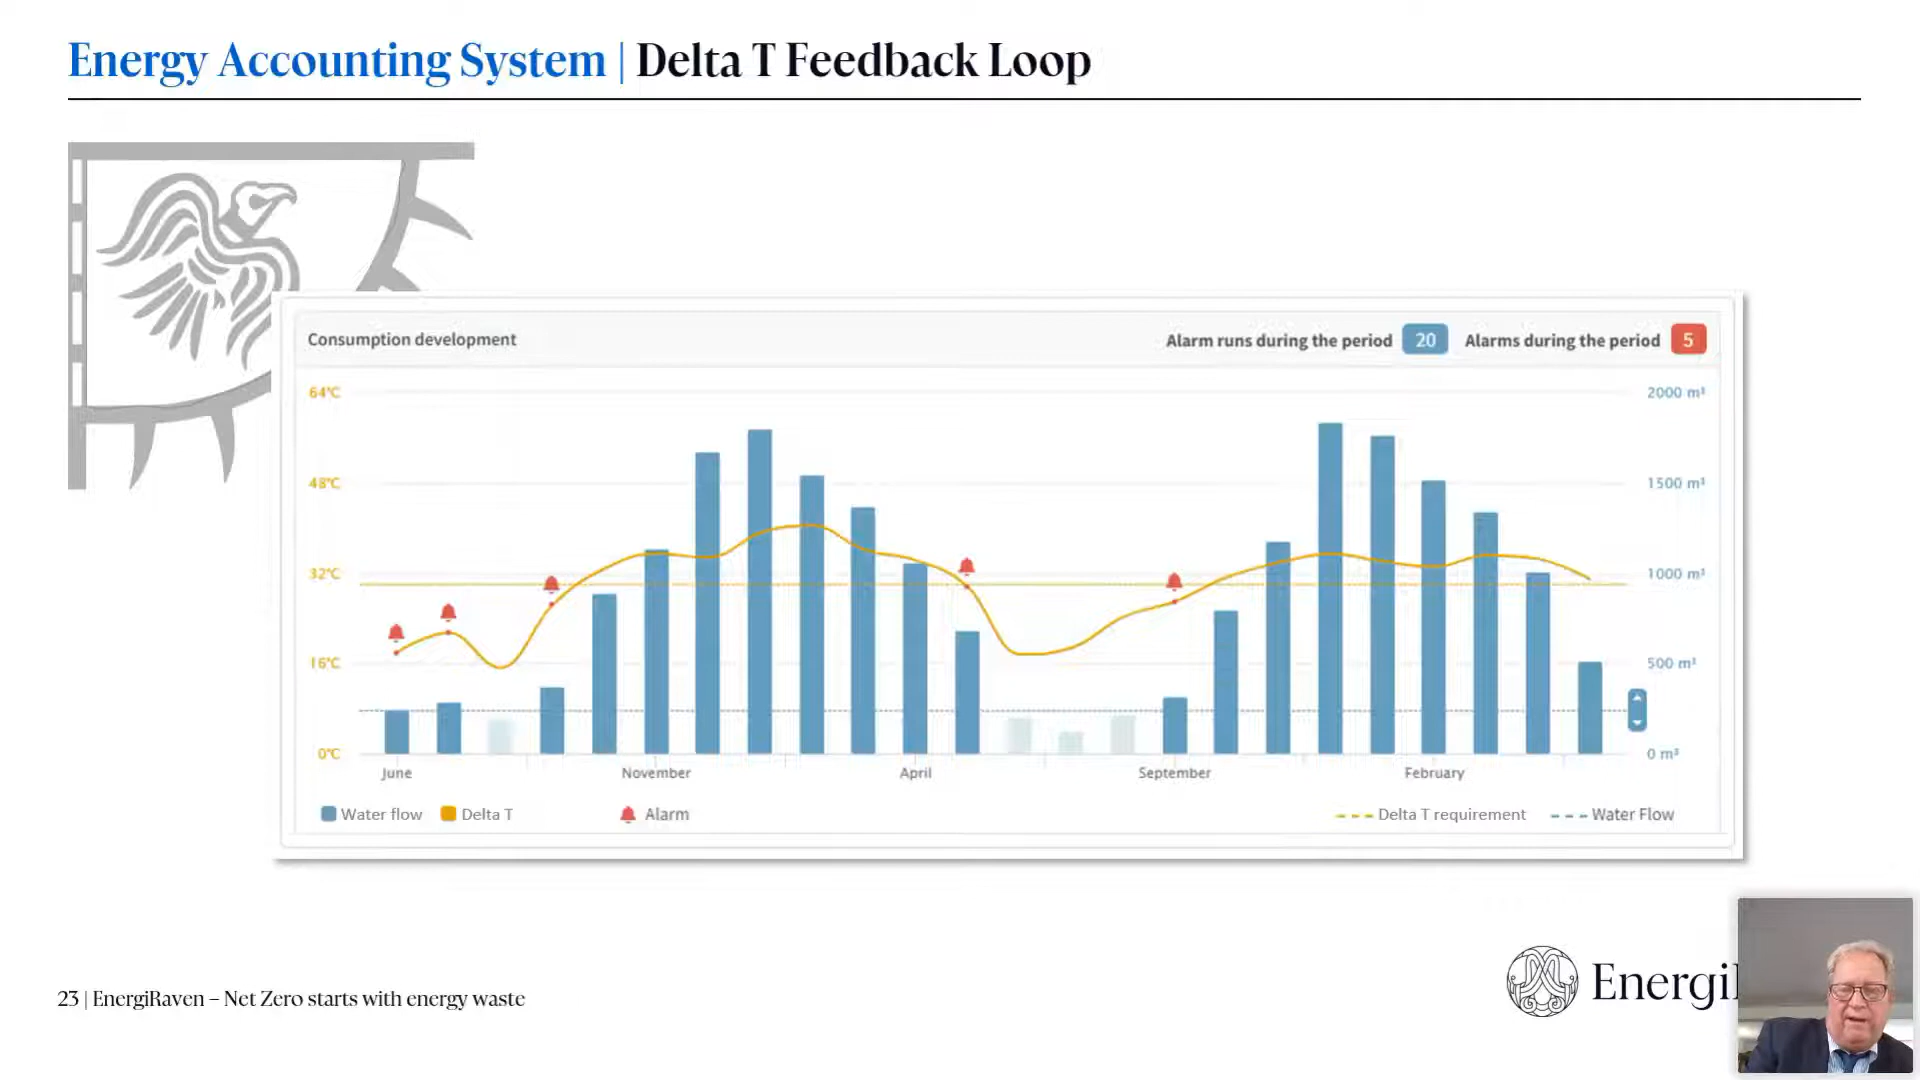 Energy Accounting System | Delta T Feedback Loop
Consumption development
Alarm runs during the period 20 Alarms during the period 5
64°C
2000 m³
48°C
1500 m³
32°C
1000 m³
16°C
500 m³
0°C
0 m³
June November April September February
Water flow Delta T Alarm Delta T requirement Water Flow
23 | EnergiRaven – Net Zero starts with energy waste
Energi